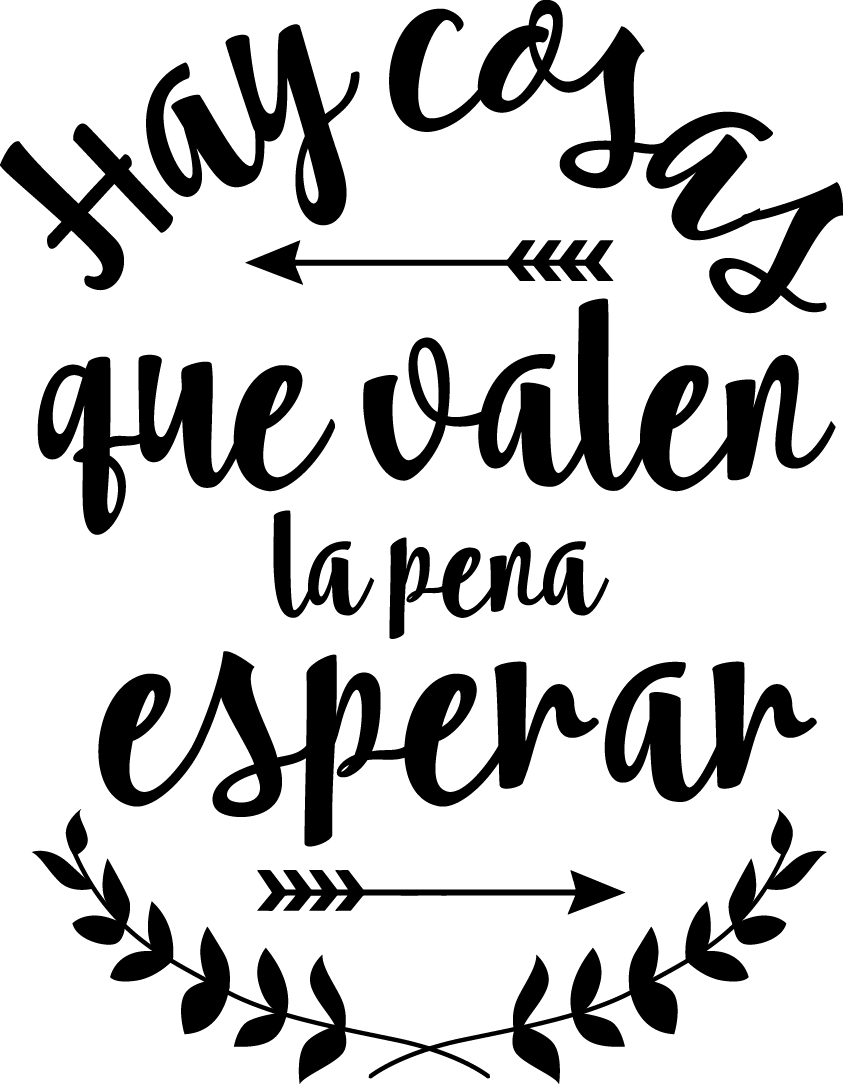 Hay cosas
que valen
la pena
esperar